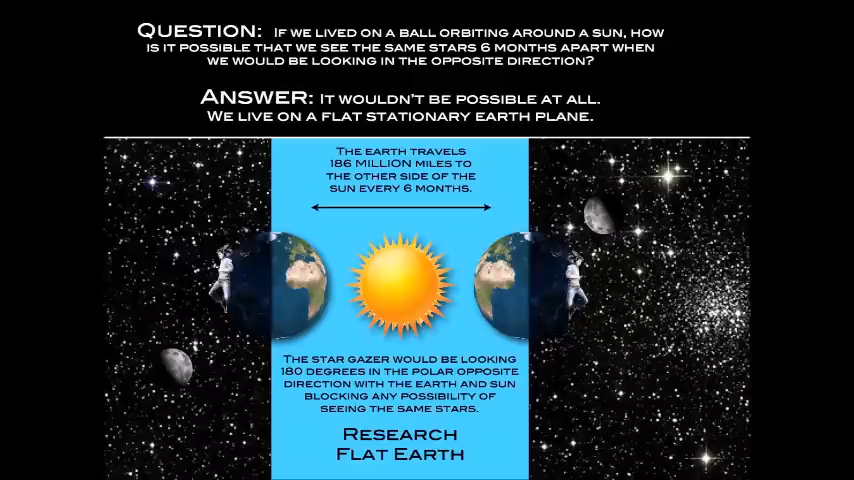 QUESTION: IF WE LIVED ON A BALL ORBITING AROUND A SUN, HOW
IS IT POSSIBLE THAT WE SEE THE SAME STARS 6 MONTHS APART WHEN
WE WOULD BE LOOKING IN THE OPPOSITE DIRECTION?
ANSWER: IT WOULDN'T BE POSSIBLE AT ALL.
WE LIVE ON A FLAT STATIONARY EARTH PLANE.
THE EARTH TRAVELS
186 MILLION MILES TO
THE OTHER SIDE OF THE
SUN EVERY 6 MONTHS.
THE STAR GAZER WOULD BE LOOKING
180 DEGREES IN THE POLAR OPPOSITE
DIRECTION WITH THE EARTH AND SUN
BLOCKING ANY POSSIBILITY OF
SEEING THE SAME STARS.
RESEARCH
FLAT EARTH